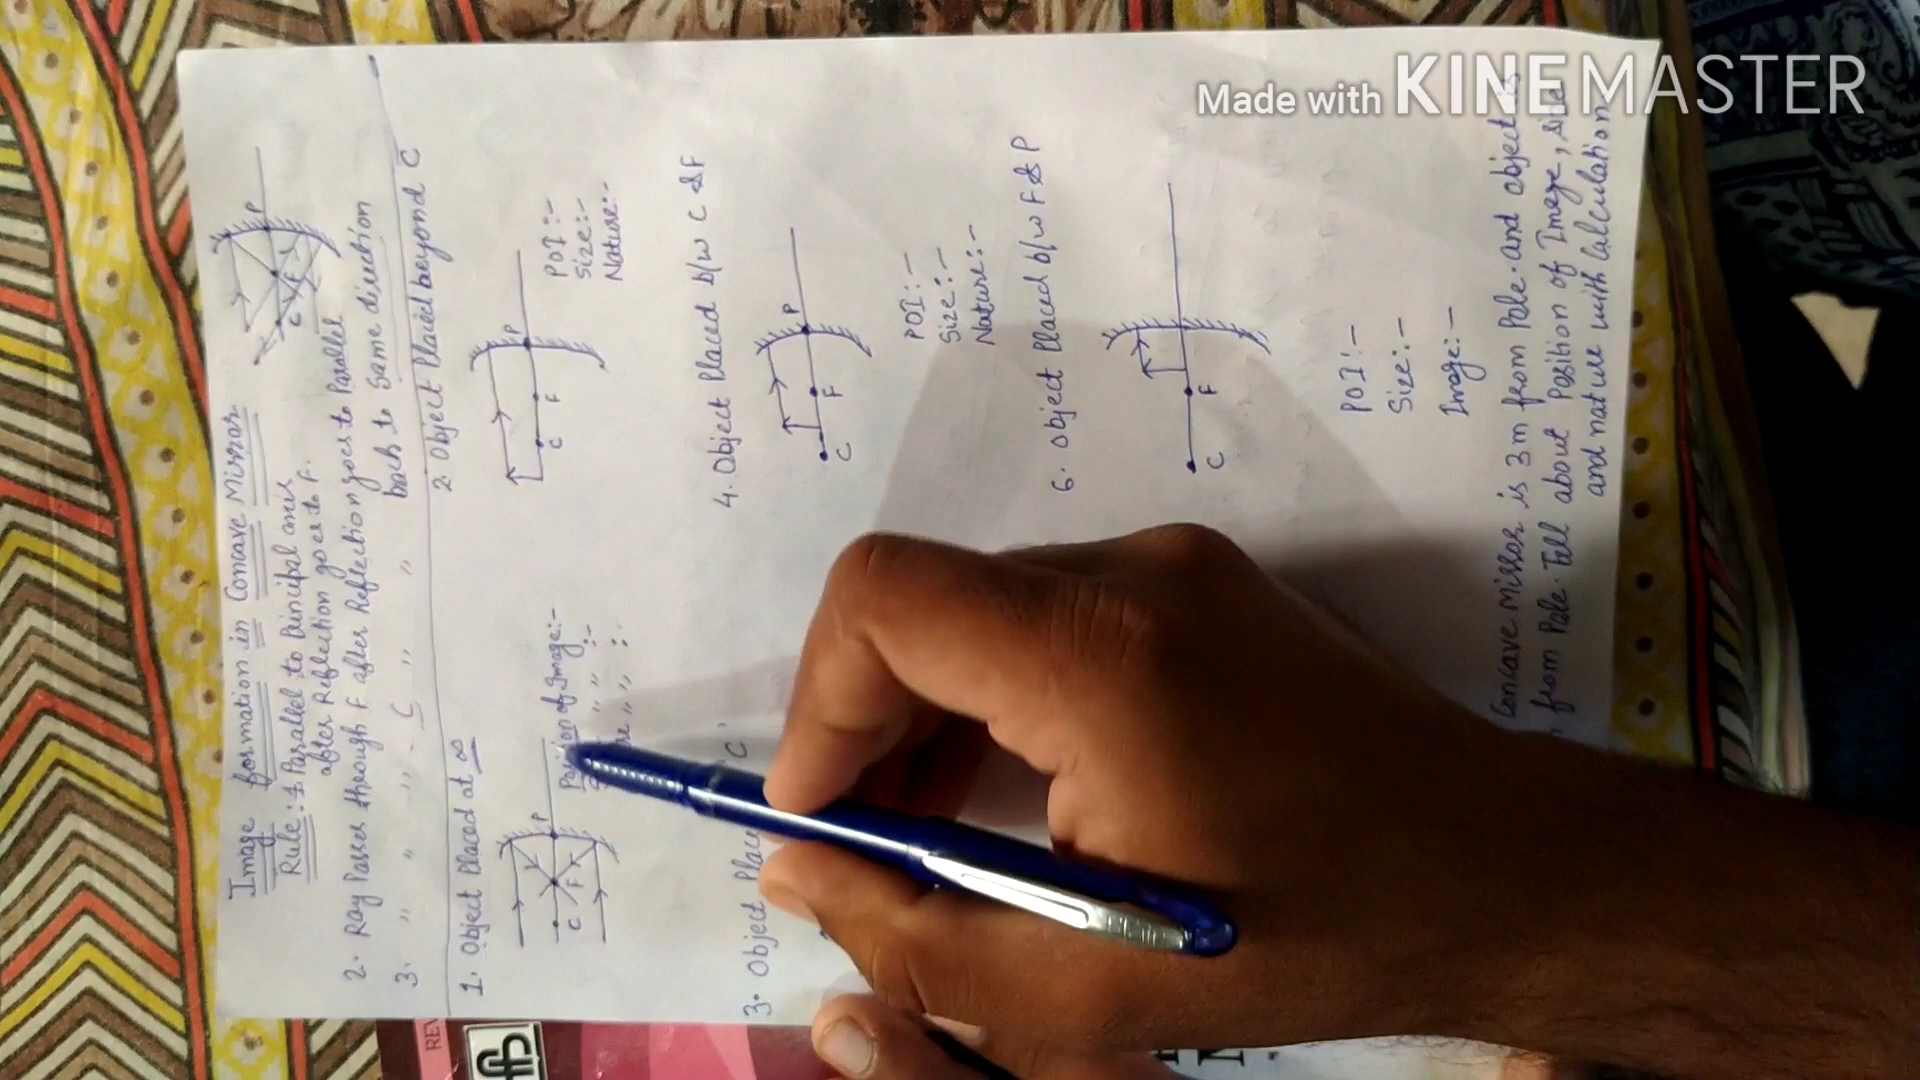 Made with KINEMASTER
Image formation in Concave Mirror
Rule: 1. Parallel to Principal axis
after Reflection goes to F.
2. Ray Passes through F after Reflection goes to Parallel
3. " " " C " " back to Same direction
C F P
1. Object Placed at ∞
C F P
Position of Image:-
" " :-
" " :
2. Object Placed beyond C
C F P
POI:-
Size:-
Nature:-
3. Object 'C'
4. Object Placed b/w C & F
C F P
POI:-
Size:-
Nature:-
6. Object Placed b/w F & P
C F
POI:-
Size:-
Image:-
Concave Mirror is 3m from Pole. and object is
from Pole. Tell about Position of Image, size
and nature with Calculation
REV